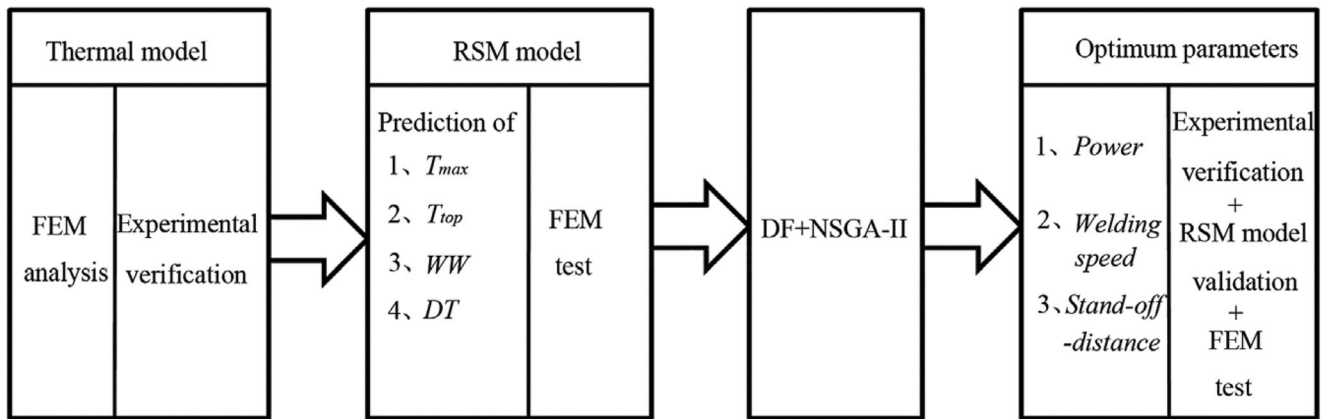 Thermal model
FEM
analysis
Experimental
verification
RSM model
Prediction of
1、Tmax
2、Ttop
3、WW
4、DT
FEM
test
DF+NSGA-II
Optimum parameters
1、Power
2、Welding
speed
3、Stand-off
-distance
Experimental
verification
+
RSM model
validation
+
FEM
test